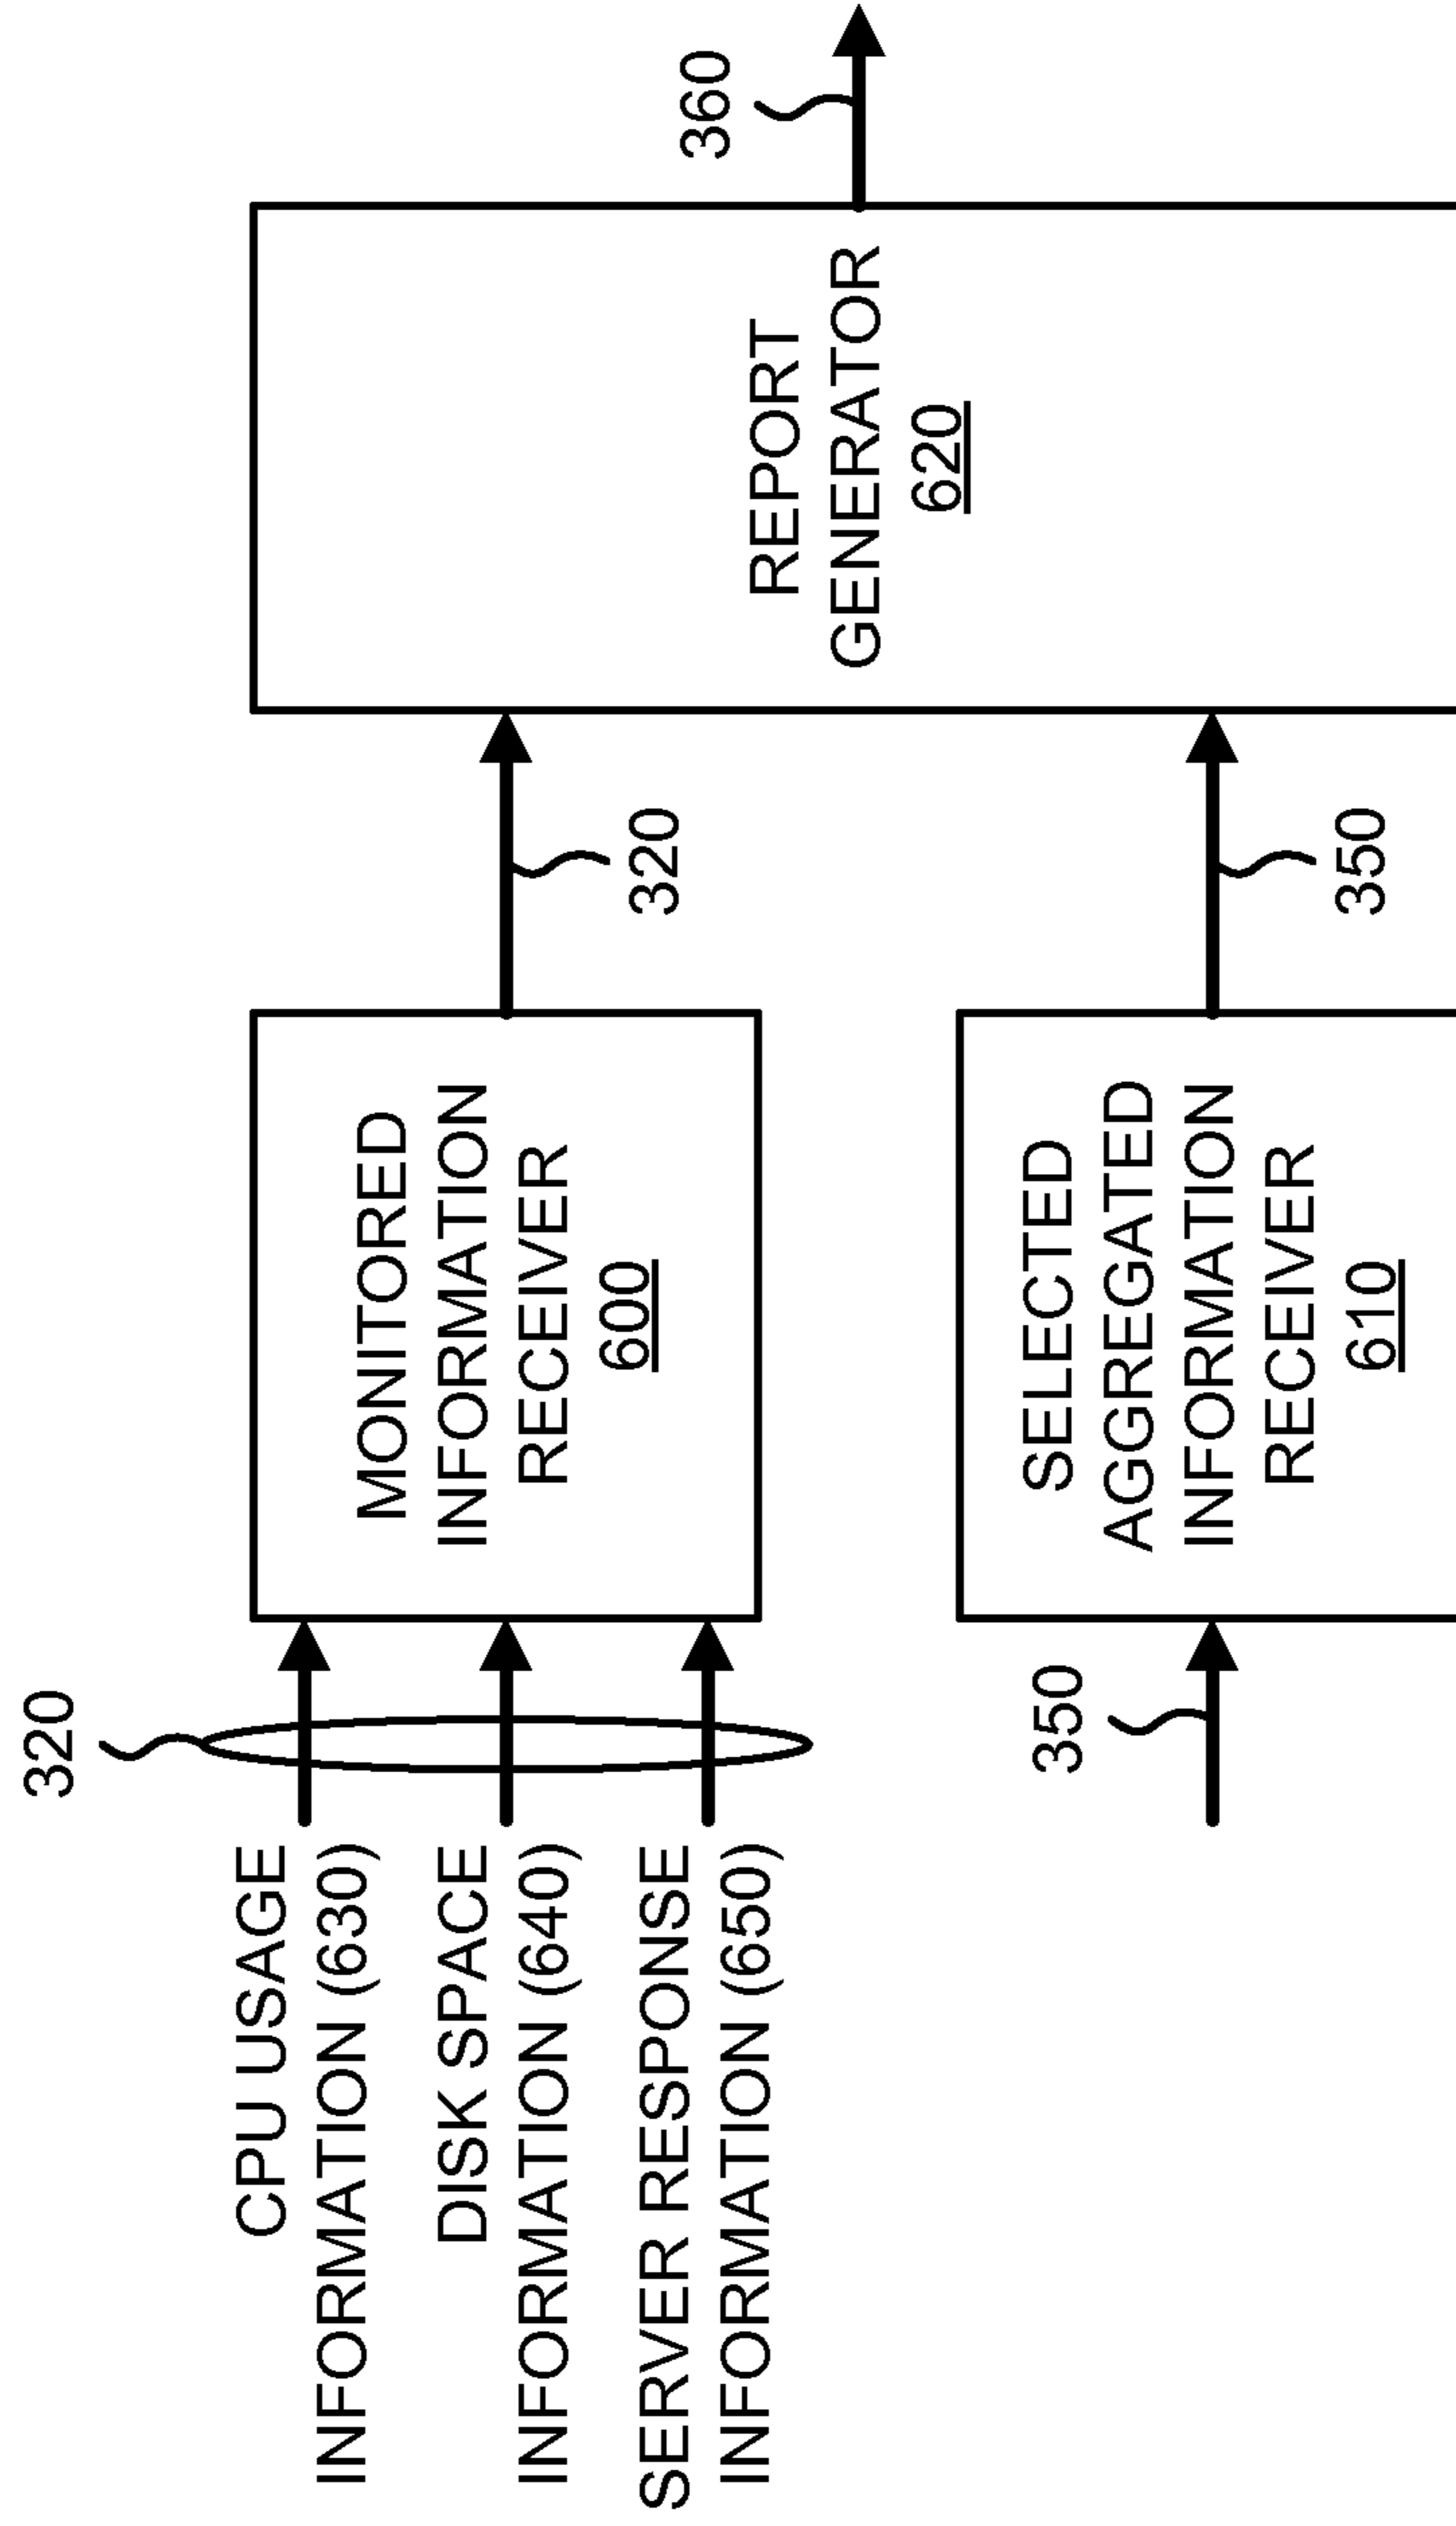 320
CPU USAGE
INFORMATION (630)
DISK SPACE
INFORMATION (640)
SERVER RESPONSE
INFORMATION (650)
MONITORED
INFORMATION
RECEIVER
600
320
REPORT
GENERATOR
620
360
350
SELECTED
AGGREGATED
INFORMATION
RECEIVER
610
350